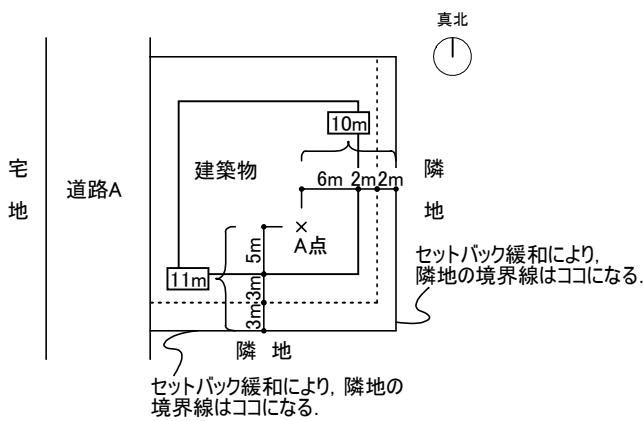 真北
10m
宅地
道路A
建築物
6m 2m 2m
隣地
A点
5m
3m
3m
11m
セットバック緩和により,
隣地の境界線はココになる.
隣 地
セットバック緩和により, 隣地の
境界線はココになる.